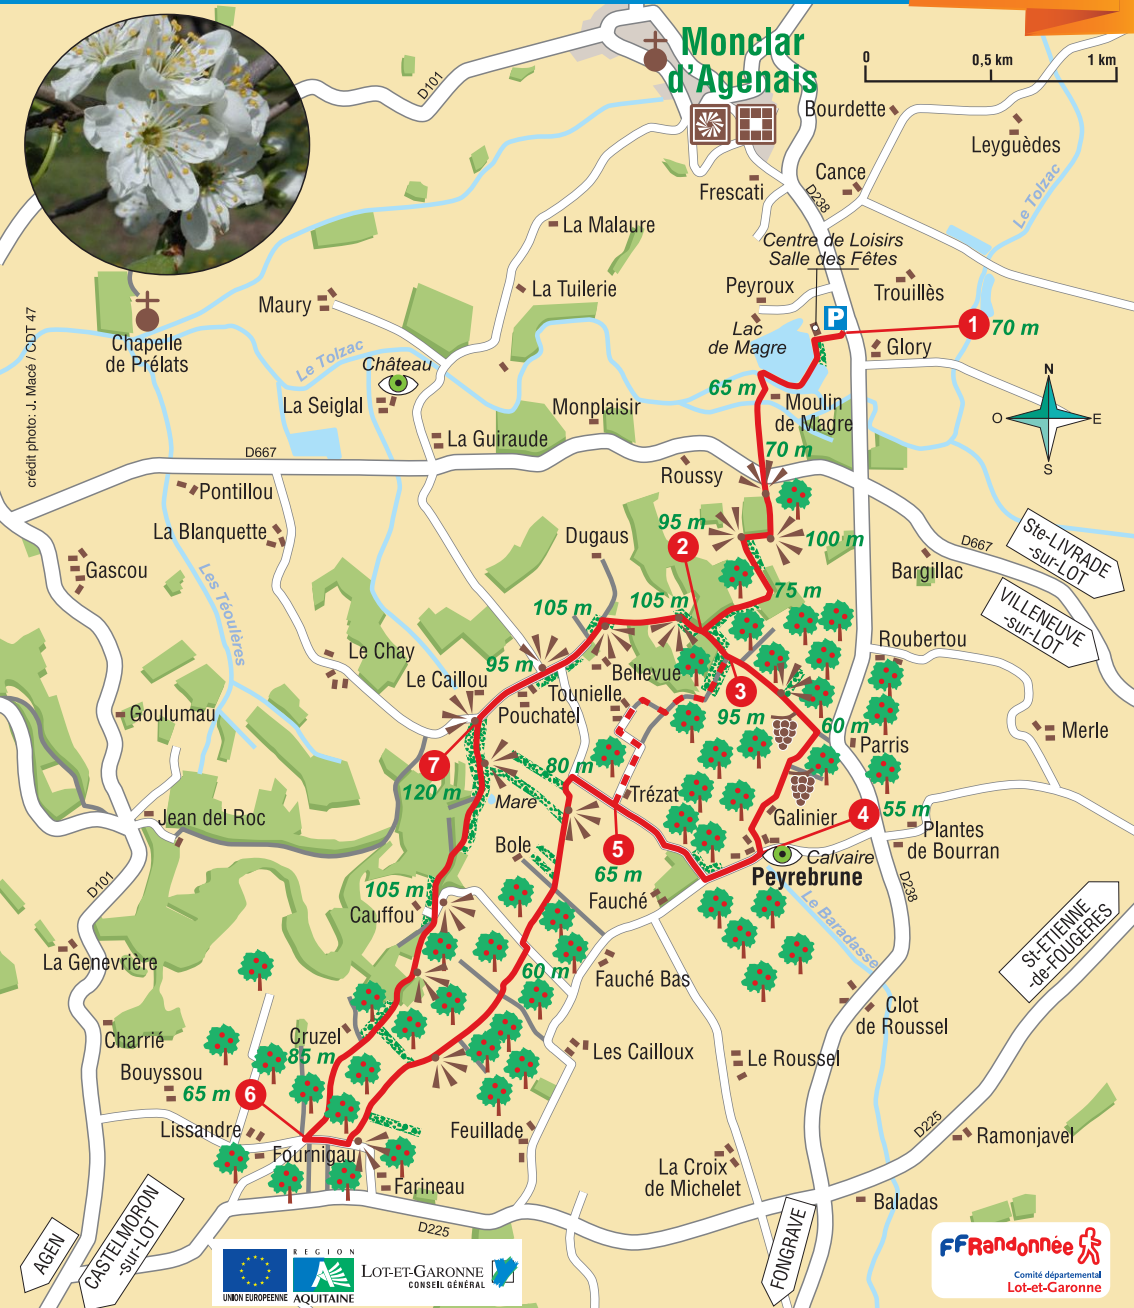 Monclar
d'Agenais
0 0,5 km 1 km
D101
Bourdette
Leyguèdes
Cance
Frescati
D238
Le Tolzac
La Malaure
Centre de Loisirs
Salle des Fêtes
Peyroux
Trouillès
La Tuilerie
Maury
P
1 70 m
Lac
de Magre
Glory
Chapelle
de Prélats
crédit photo: J. Macé / CDT 47
Le Tolzac
Château
N
O E
S
65 m
La Seiglal
Monplaisir
Moulin
de Magre
La Guiraude
70 m
D667
Roussy
Pontillou
95 m
2
100 m
La Blanquette
Dugaus
Ste-LIVRADE
-sur-LOT
D667
Gascou
Bargillac
Les Téoulères
75 m
VILLENEUVE
-sur-LOT
105 m
105 m
Roubertou
Le Chay
95 m
Bellevue
Le Caillou
Tounielle
3
95 m
Goulumau
Pouchatel
60 m
Merle
Parris
7
120 m
80 m
Mare
Trézat
Jean del Roc
Galinier
4 55 m
Plantes
de Bourran
Bole
5
65 m
Calvaire
Peyrebrune
D101
105 m
Cauffou
Fauché
Le Baradasse
D238
St-ETIENNE
-de-FOUGERES
La Genevrière
60 m
Fauché Bas
Clot
de Roussel
Charrié
Cruzel
85 m
Les Cailloux
Le Roussel
Bouyssou
65 m 6
Lissandre
Feuillade
D225
Ramonjavel
Fournigau
La Croix
de Michelet
Farineau
Baladas
AGEN
CASTELMORON
-sur-LOT
D225
FONGRAVE
UNION EUROPEENNE
REGION
AQUITAINE
LOT-ET-GARONNE
CONSEIL GÉNÉRAL
FFRandonnée
Comité départemental
Lot-et-Garonne